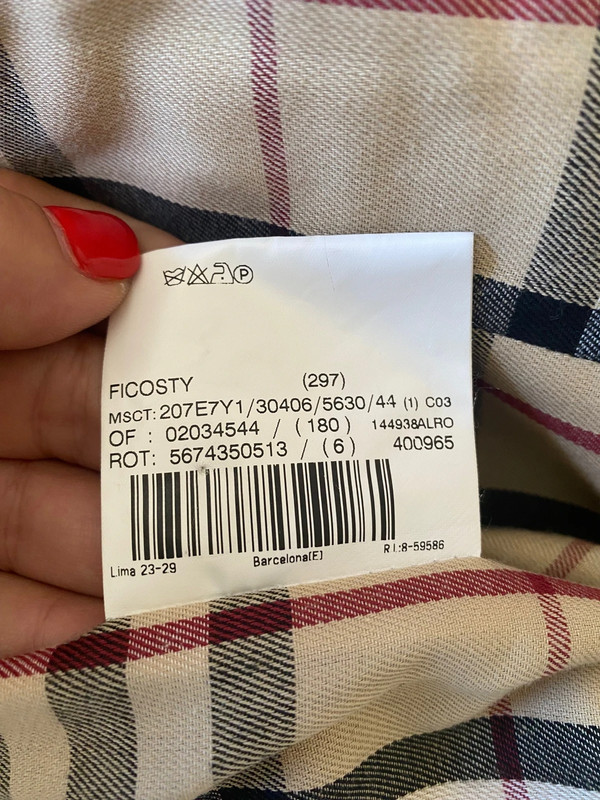 P
FICOSTY (297)
MSCT: 207E7Y1/30406/5630/44 (1) C03
OF : 02034544 / (180) 144938ALRO
ROT: 5674350513 / (6) 400965
Lima 23-29 Barcelona(E) R I.:8-59586